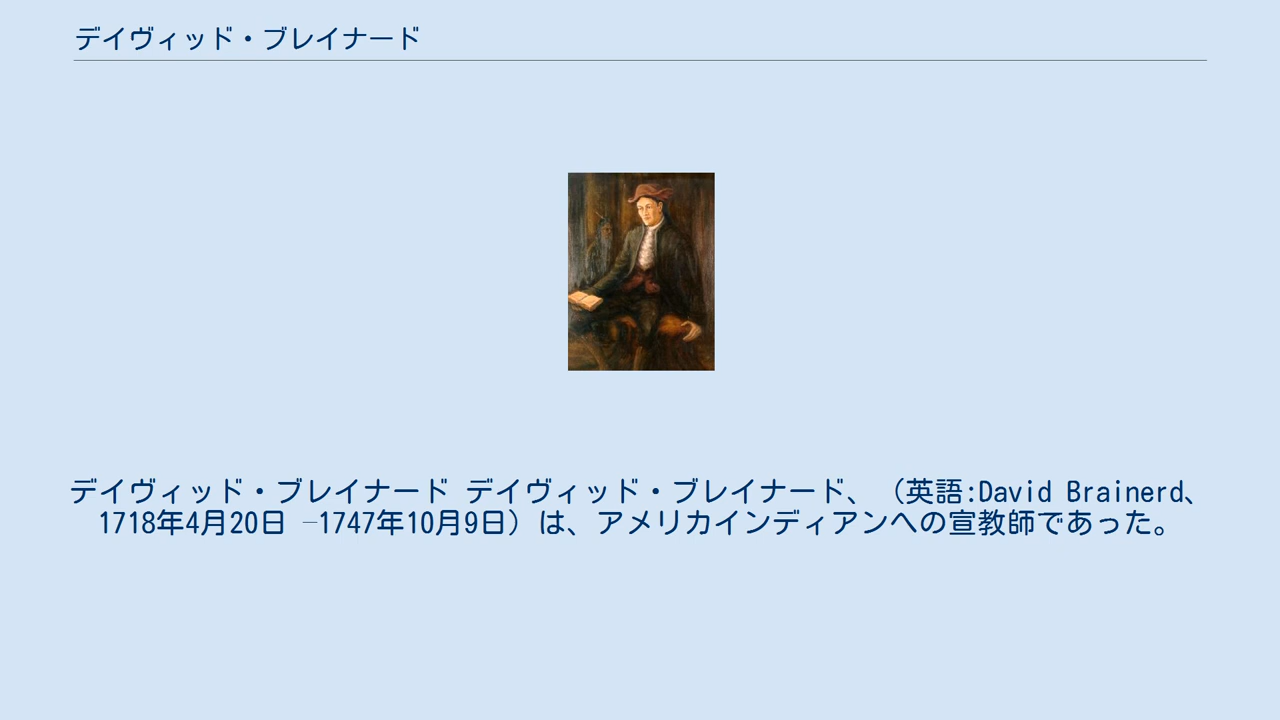 デイヴィッド・ブレイナード
デイヴィッド・ブレイナード デイヴィッド・ブレイナード、（英語:David Brainerd、
1718年4月20日 –1747年10月9日）は、アメリカインディアンへの宣教師であった。